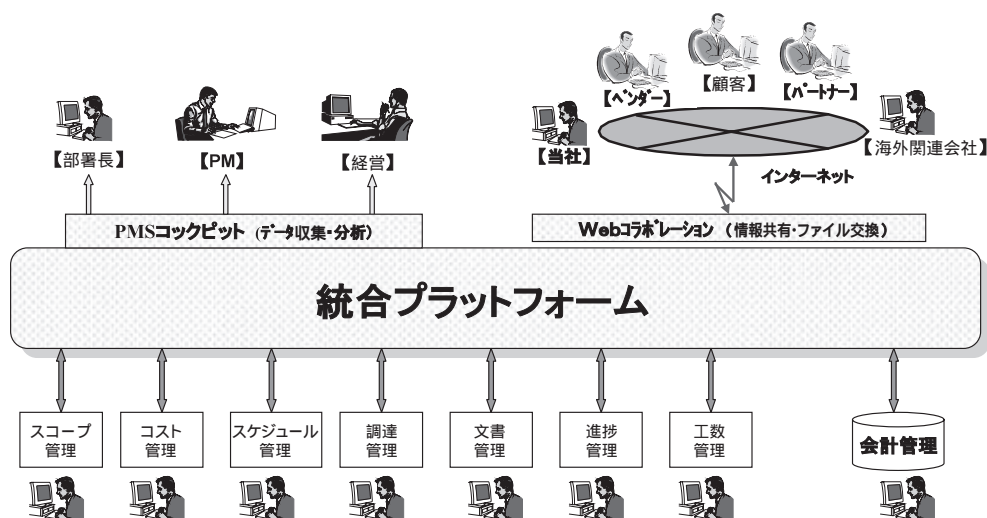 【ベンダー】
【顧客】
【パートナー】
【部署長】
【PM】
【経営】
【当社】
【海外関連会社】
インターネット
PMSコックピット (データ収集・分析)
Webコラボレーション (情報共有・ファイル交換)
統合プラットフォーム
スコープ
管理
コスト
管理
スケジュール
管理
調達
管理
文書
管理
進捗
管理
工数
管理
会計管理